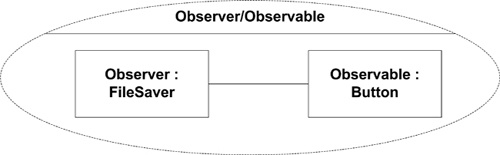 Observer/Observable
Observer :
FileSaver
Observable :
Button